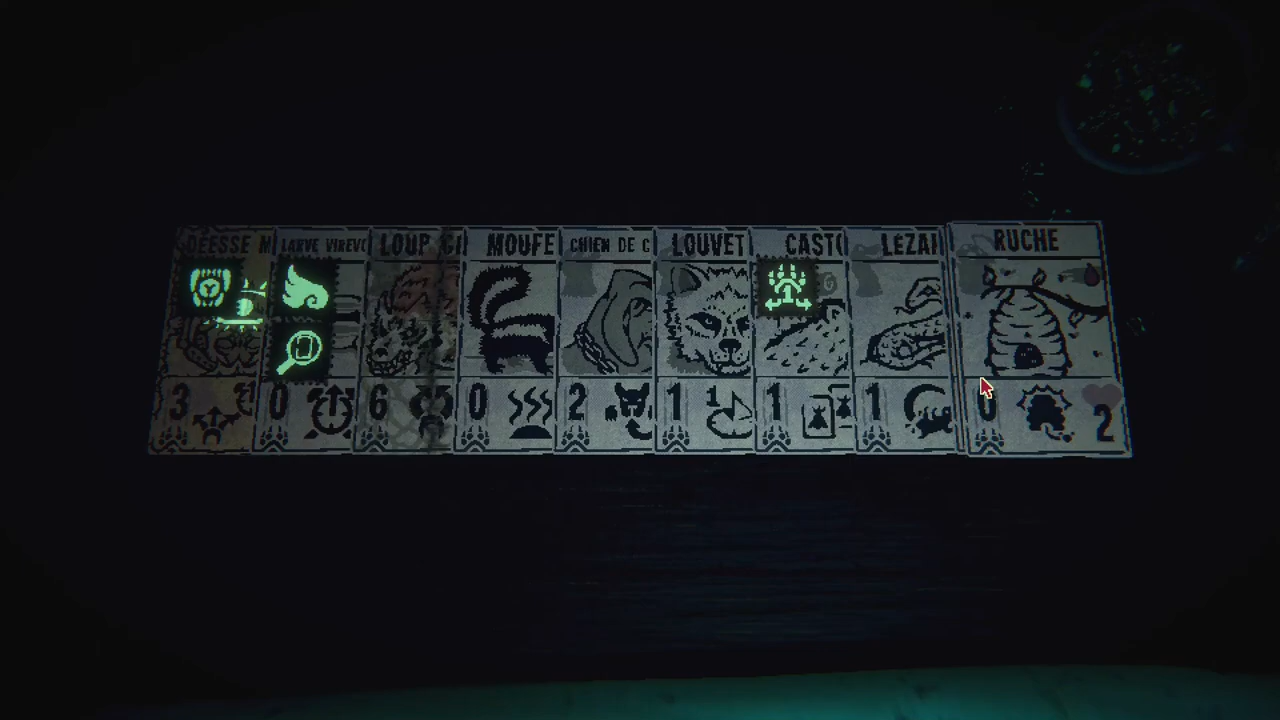 DÉESSE M
LARVE VIREVO
LOUP
MOUFE
CHIEN DE C
LOUVET
CASTO
LÉZAR
RUCHE
3
0
6
0
2
1
1
1
0
2